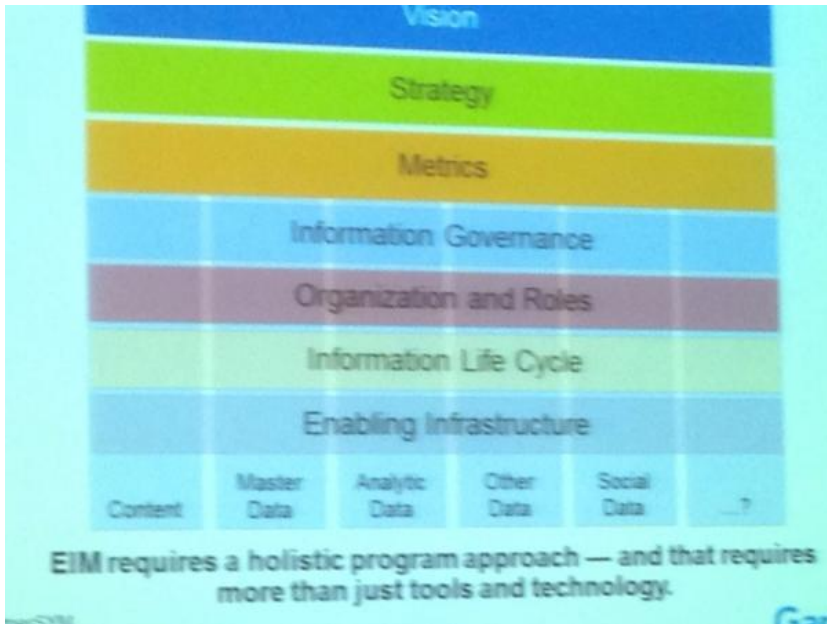 Vision
Strategy
Metrics
Information Governance
Organization and Roles
Information Life Cycle
Enabling Infrastructure
Content
Master
Data
Analytic
Data
Other
Data
Social
Data
...?
EIM requires a holistic program approach — and that requires
more than just tools and technology.